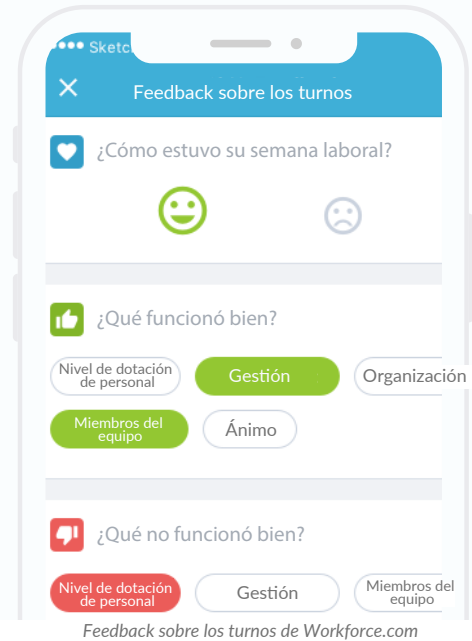 Sketc
Feedback sobre los turnos
¿Cómo estuvo su semana laboral?
¿Qué funcionó bien?
Nivel de dotación
de personal
Gestión
Organización
Miembros del
equipo
Ánimo
¿Qué no funcionó bien?
Nivel de dotación
de personal
Gestión
Miembros del
equipo
Feedback sobre los turnos de Workforce.com